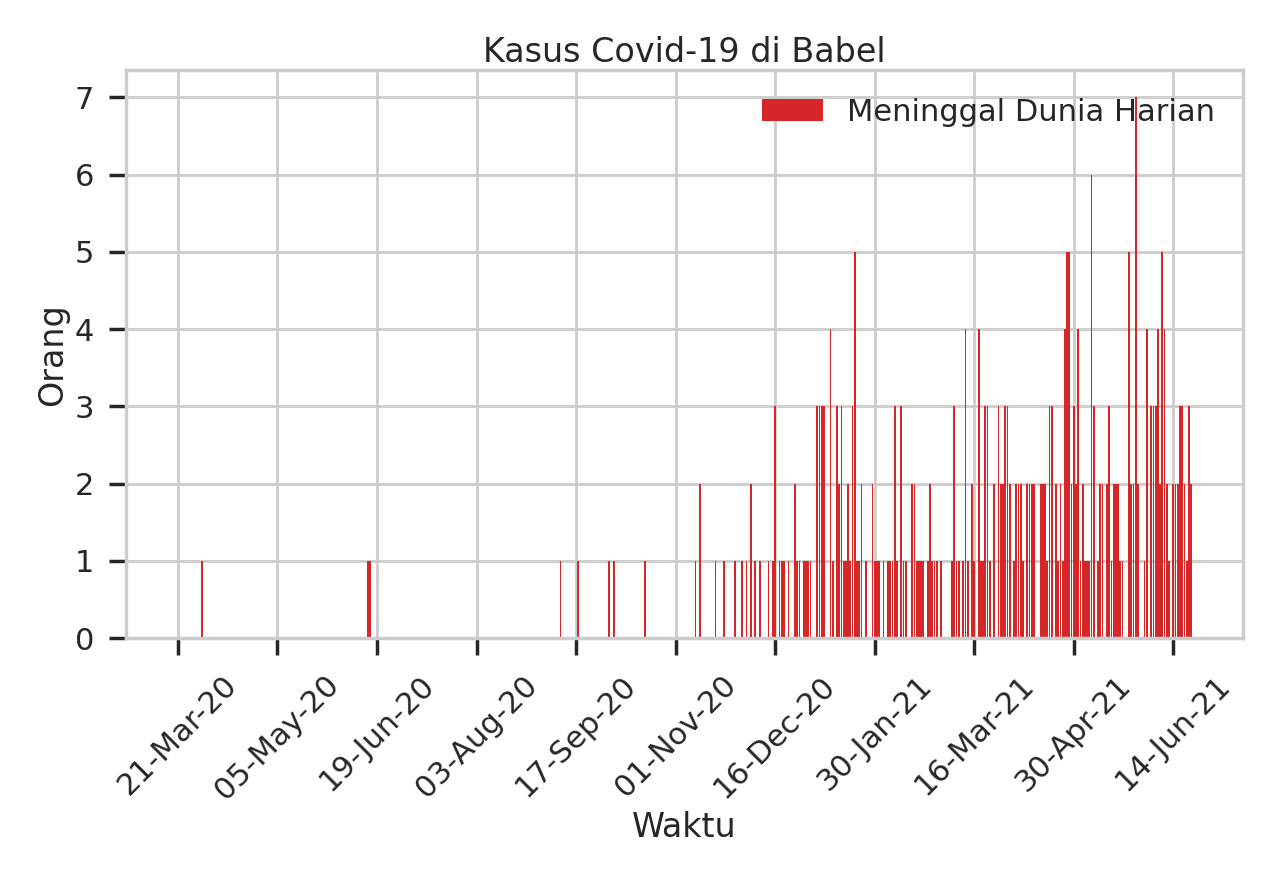 Kasus Covid-19 di Babel
Meninggal Dunia Harian
Orang
7
6
5
4
3
2
1
0
21-Mar-20
05-May-20
19-Jun-20
03-Aug-20
17-Sep-20
01-Nov-20
16-Dec-20
30-Jan-21
16-Mar-21
30-Apr-21
14-Jun-21
Waktu